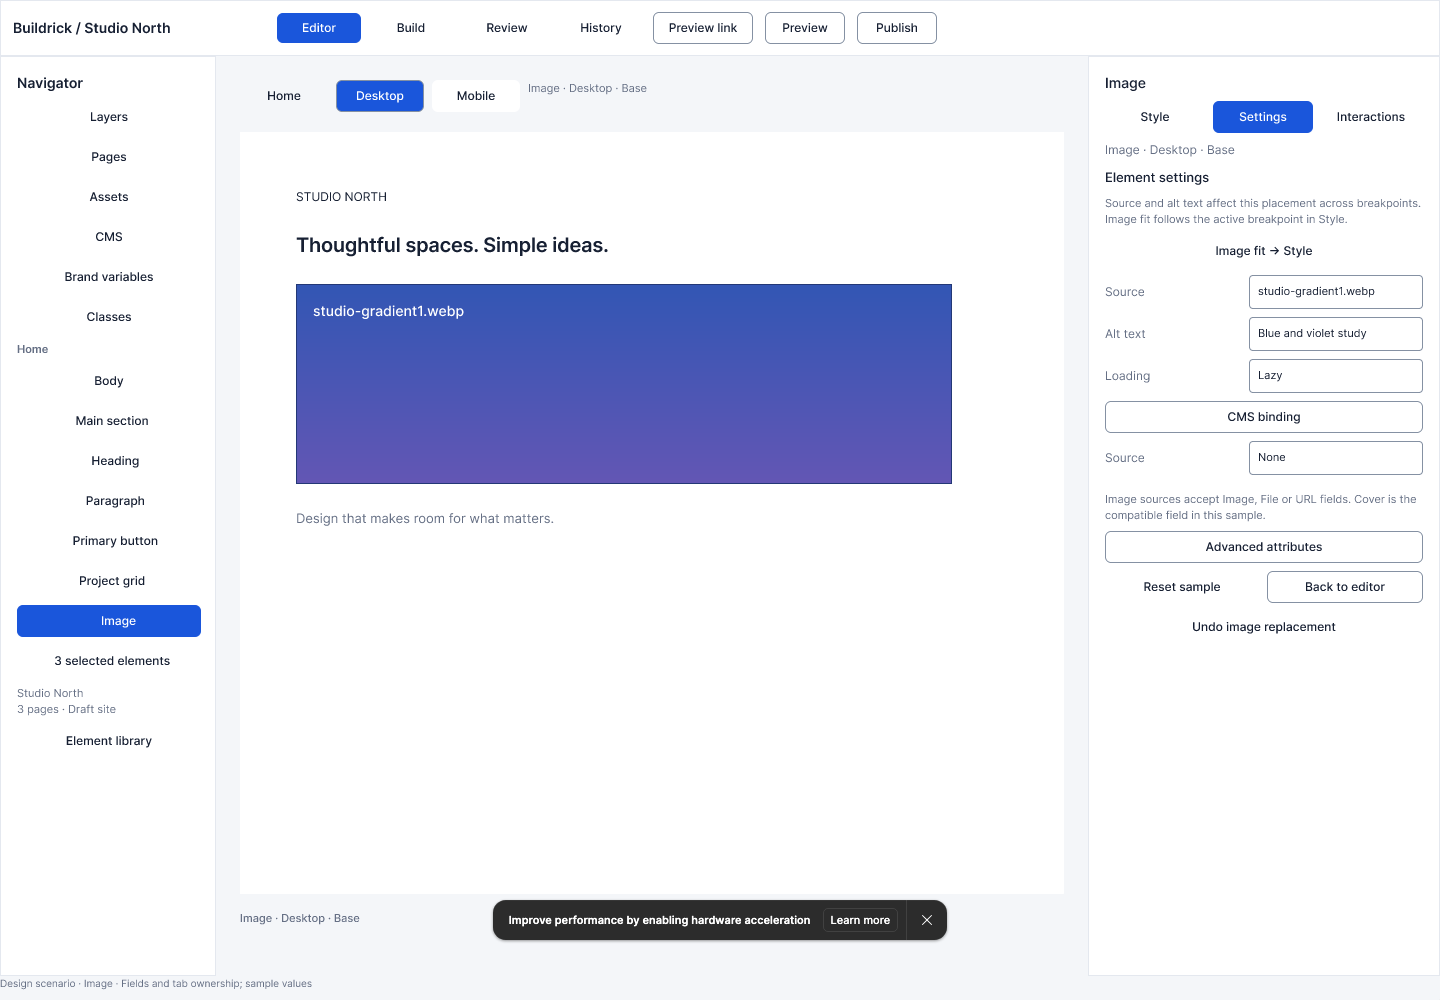 Buildrick / Studio North
Editor
Build
Review
History
Preview link
Preview
Publish
Navigator
Layers
Pages
Assets
CMS
Brand variables
Classes
Home
Body
Main section
Heading
Paragraph
Primary button
Project grid
Image
3 selected elements
Studio North
3 pages · Draft site
Element library
Home
Desktop
Mobile
Image · Desktop · Base
STUDIO NORTH
Thoughtful spaces. Simple ideas.
studio-gradient1.webp
Design that makes room for what matters.
Image · Desktop · Base
Improve performance by enabling hardware acceleration
Learn more
Image
Style
Settings
Interactions
Image · Desktop · Base
Element settings
Source and alt text affect this placement across breakpoints.
Image fit follows the active breakpoint in Style.
Image fit → Style
Source
studio-gradient1.webp
Alt text
Blue and violet study
Loading
Lazy
CMS binding
Source
None
Image sources accept Image, File or URL fields. Cover is the
compatible field in this sample.
Advanced attributes
Reset sample
Back to editor
Undo image replacement
Design scenario · Image · Fields and tab ownership; sample values